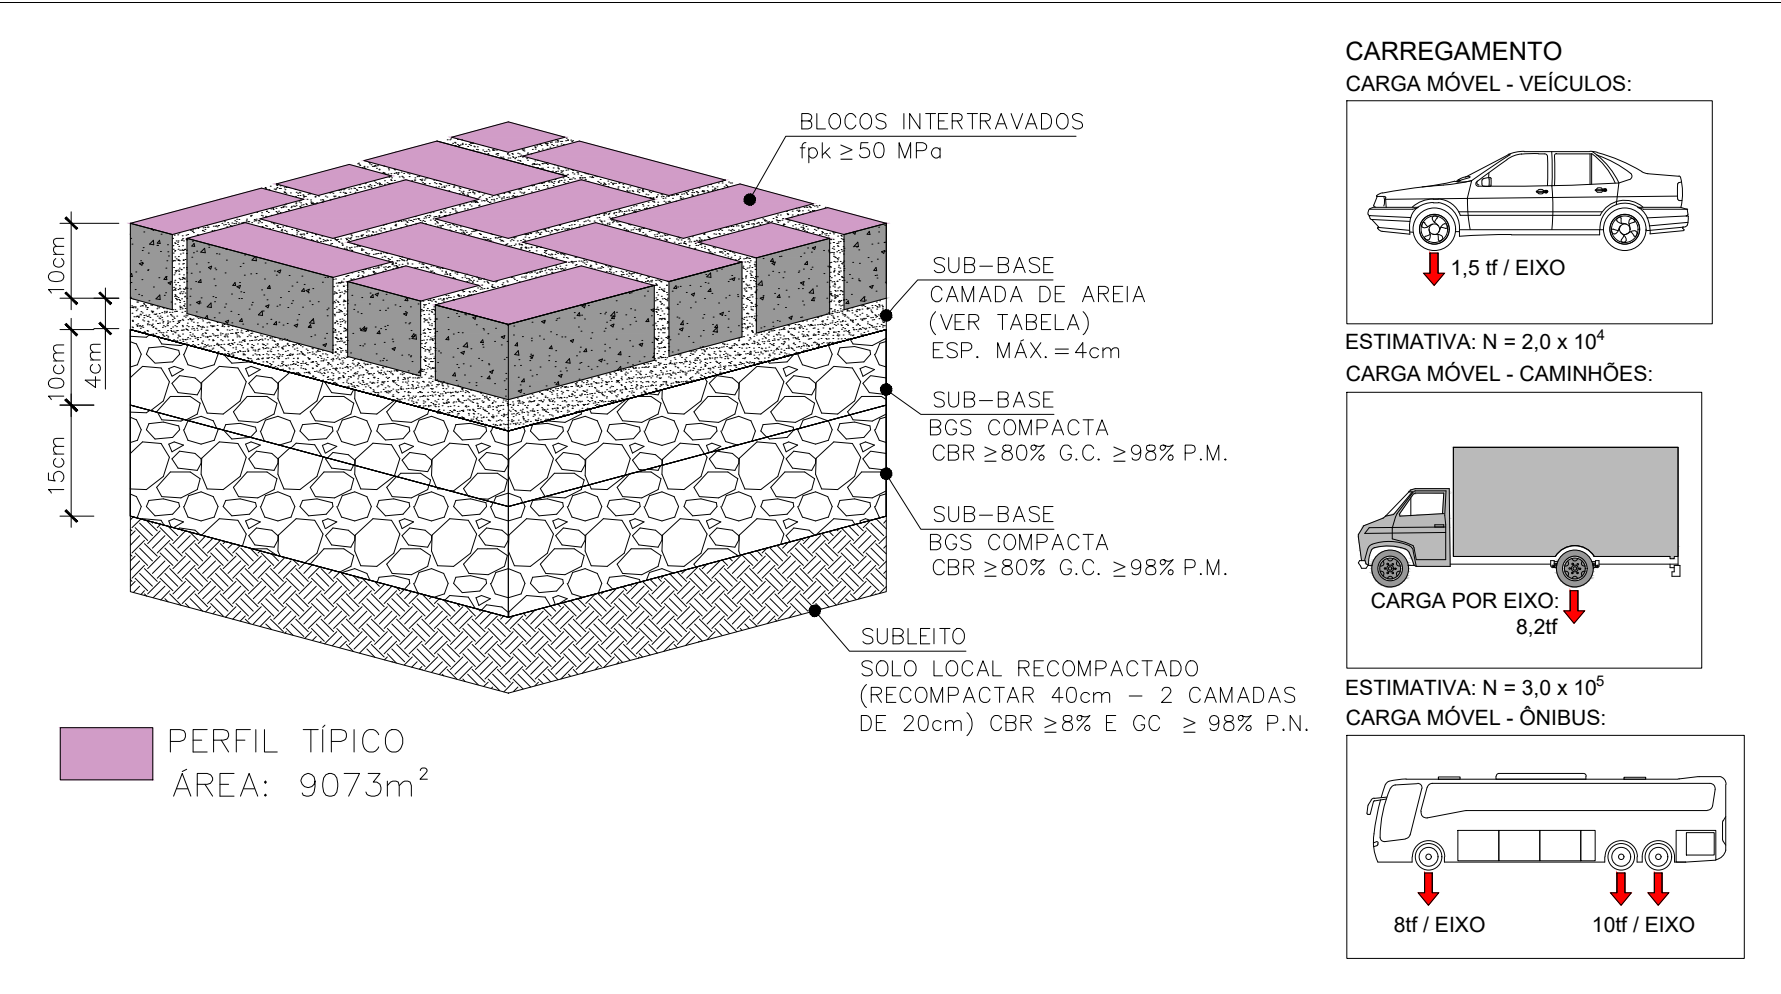 BLOCOS INTERTRAVADOS
fpk ≥50 MPa
SUB-BASE
CAMADA DE AREIA
(VER TABELA)
ESP. MÁX.=4cm
SUB-BASE
BGS COMPACTA
CBR ≥80% G.C. ≥98% P.M.
SUB-BASE
BGS COMPACTA
CBR ≥80% G.C. ≥98% P.M.
SUBLEITO
SOLO LOCAL RECOMPACTADO
(RECOMPACTAR 40cm – 2 CAMADAS
DE 20cm) CBR ≥8% E GC ≥ 98% P.N.
10cm
4cm
10cm
15cm
PERFIL TÍPICO
ÁREA: 9073m²
CARREGAMENTO
CARGA MÓVEL - VEÍCULOS:
1,5 tf / EIXO
ESTIMATIVA: N = 2,0 x 10⁴
CARGA MÓVEL - CAMINHÕES:
CARGA POR EIXO:
8,2tf
ESTIMATIVA: N = 3,0 x 10⁵
CARGA MÓVEL - ÔNIBUS:
8tf / EIXO
10tf / EIXO